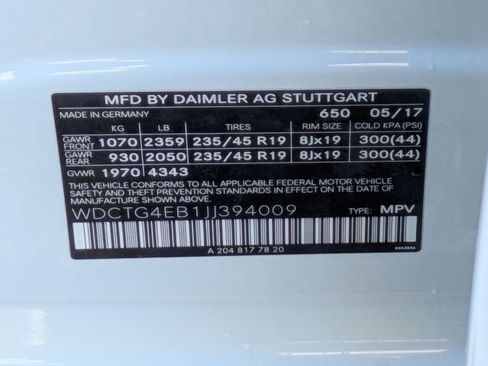 MFD BY DAIMLER AG STUTTGART
MADE IN GERMANY 650 05/17
KG LB TIRES RIM SIZE COLD KPA (PSI)
GAWR FRONT 1070 2359 235/45 R19 8Jx19 300(44)
GAWR REAR 930 2050 235/45 R19 8Jx19 300(44)
GVWR 1970 4343
THIS VEHICLE CONFORMS TO ALL APPLICABLE FEDERAL MOTOR
VEHICLE SAFETY STANDARDS IN EFFECT ON THE DATE OF
MANUFACTURE SHOWN ABOVE.
WDCTG4EB1JJ394009 TYPE: MPV
A 204 817 78 20